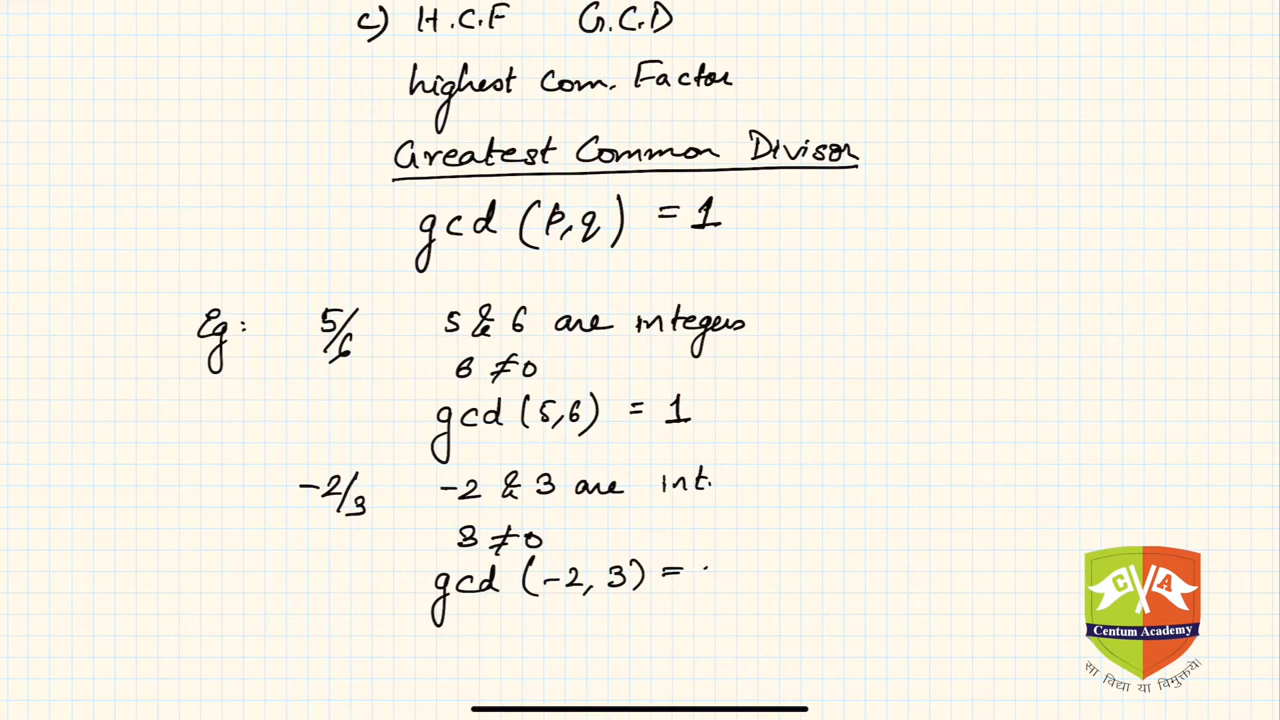 c) H.C.F G.C.D
highest com. Factor
Greatest Common Divisor
gcd (p,q) = 1
Eg: 5/6 5 & 6 are integers
6 ≠0
gcd (5,6) = 1
-2/3 -2 & 3 are int.
3 ≠0
gcd (-2, 3) =
C A
Centum Academy
सा विद्या या विमुक्तये।